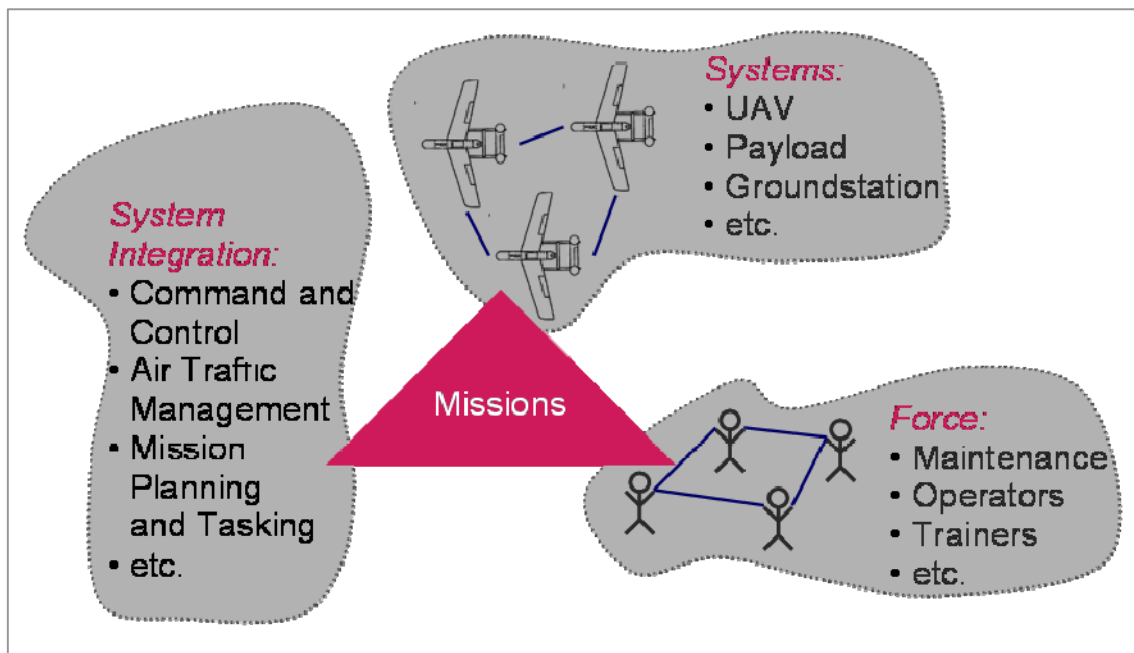 Systems:
• UAV
• Payload
• Groundstation
• etc.
System
Integration:
• Command and
Control
• Air Traffic
Management
• Mission
Planning
and Tasking
• etc.
Missions
Force:
• Maintenance
• Operators
• Trainers
• etc.